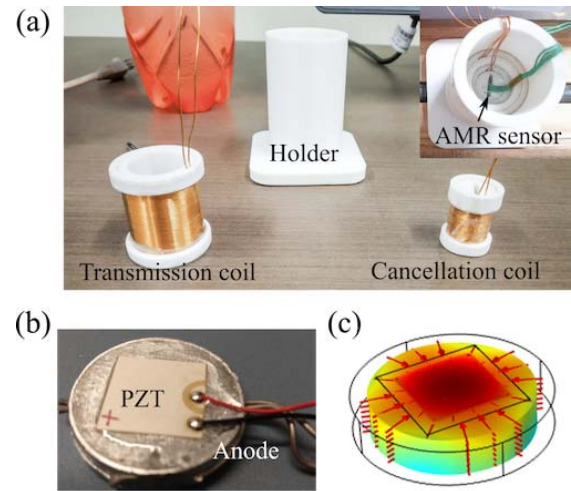 (a)
AMR sensor
Holder
Transmission coil
Cancellation coil
(b)
(c)
PZT
+
Anode